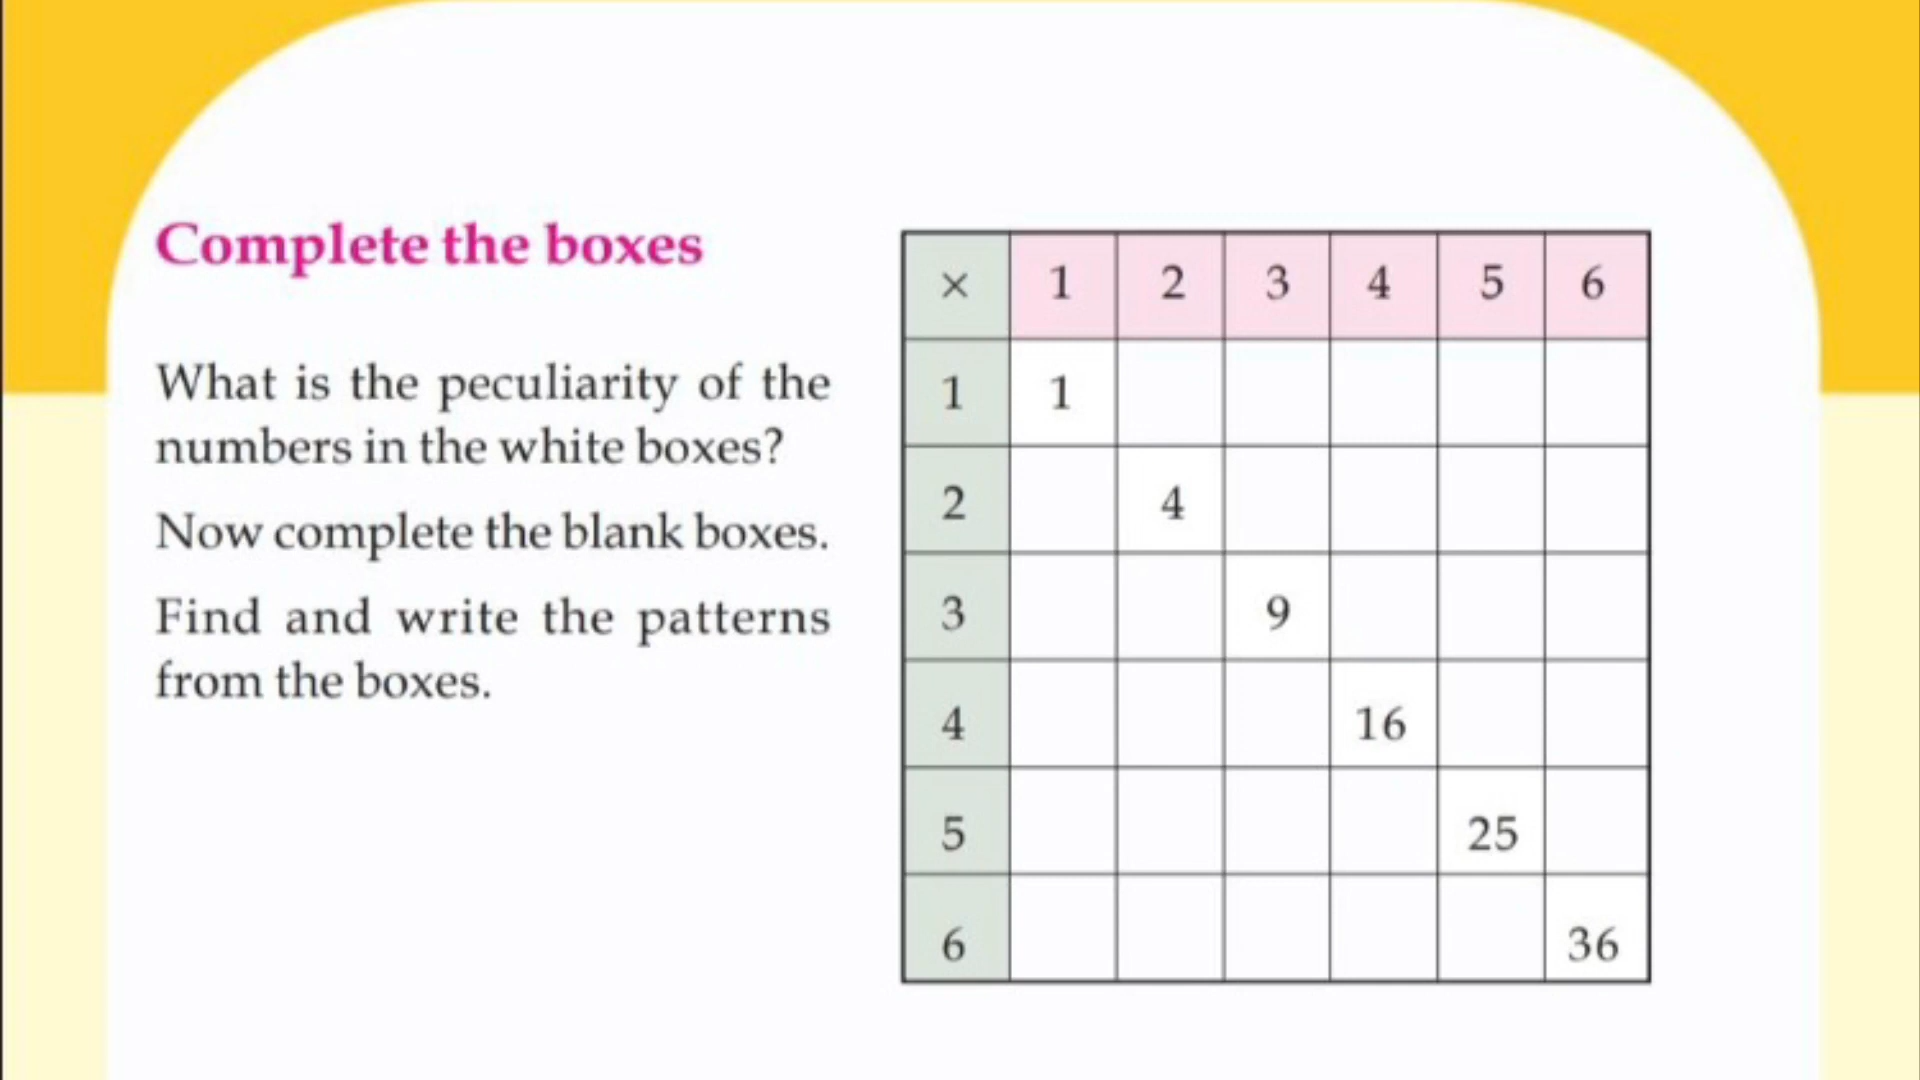 Complete the boxes
What is the peculiarity of the
numbers in the white boxes?
Now complete the blank boxes.
Find and write the patterns
from the boxes.
× 1 2 3 4 5 6
1 1
2 4
3 9
4 16
5 25
6 36